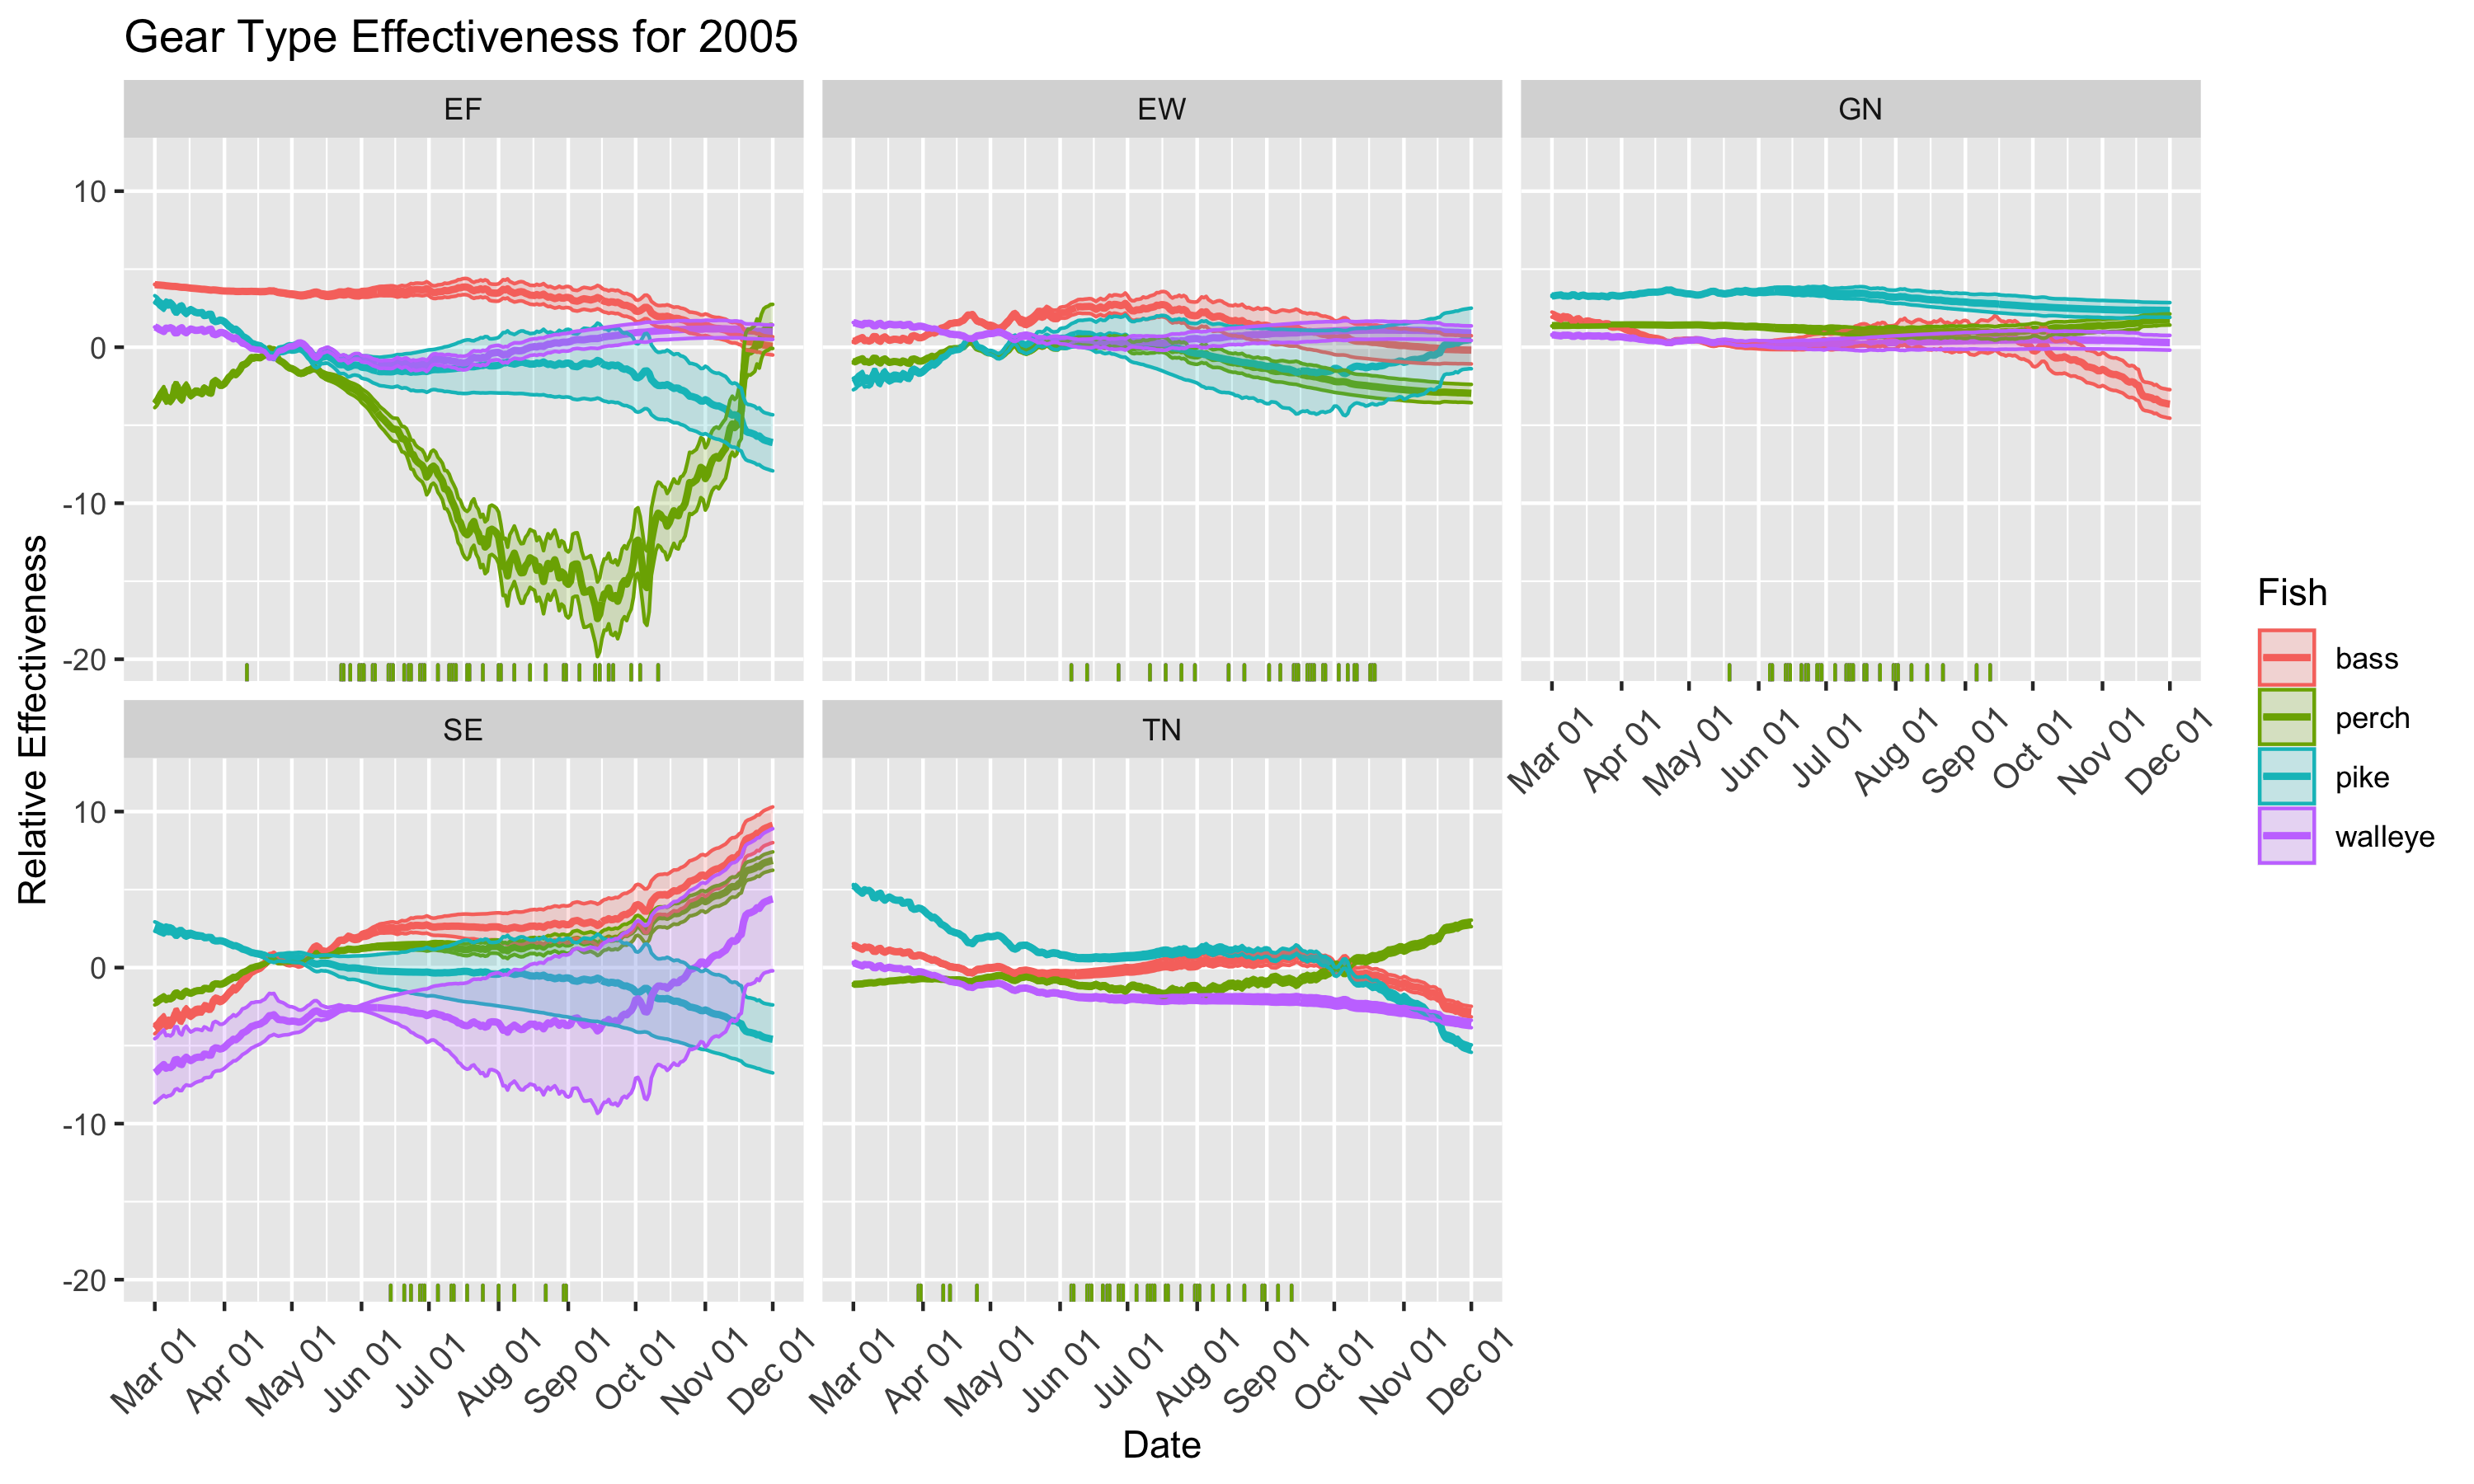 Gear Type Effectiveness for 2005
EF
EW
GN
10
0
-10
-20
Mar 01
Apr 01
May 01
Jun 01
Jul 01
Aug 01
Sep 01
Oct 01
Nov 01
Dec 01
SE
TN
10
0
-10
-20
Mar 01
Apr 01
May 01
Jun 01
Jul 01
Aug 01
Sep 01
Oct 01
Nov 01
Dec 01
Mar 01
Apr 01
May 01
Jun 01
Jul 01
Aug 01
Sep 01
Oct 01
Nov 01
Dec 01
Relative Effectiveness
Date
Fish
bass
perch
pike
walleye